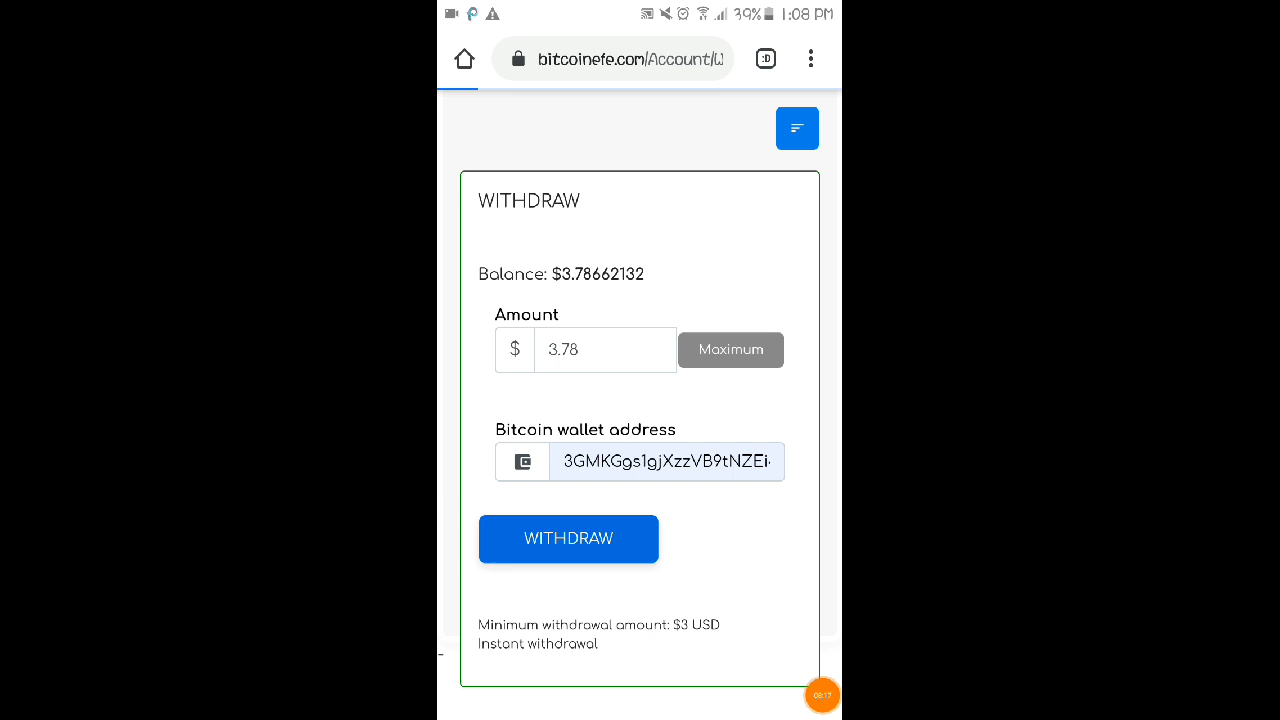 39% 1:08 PM
bitcoinefe.com/Account/W
:D
WITHDRAW
Balance: $3.78662132
Amount
$ 3.78 Maximum
Bitcoin wallet address
3GMKGgs1gjXzzVB9tNZEi
WITHDRAW
Minimum withdrawal amount: $3 USD
Instant withdrawal
-